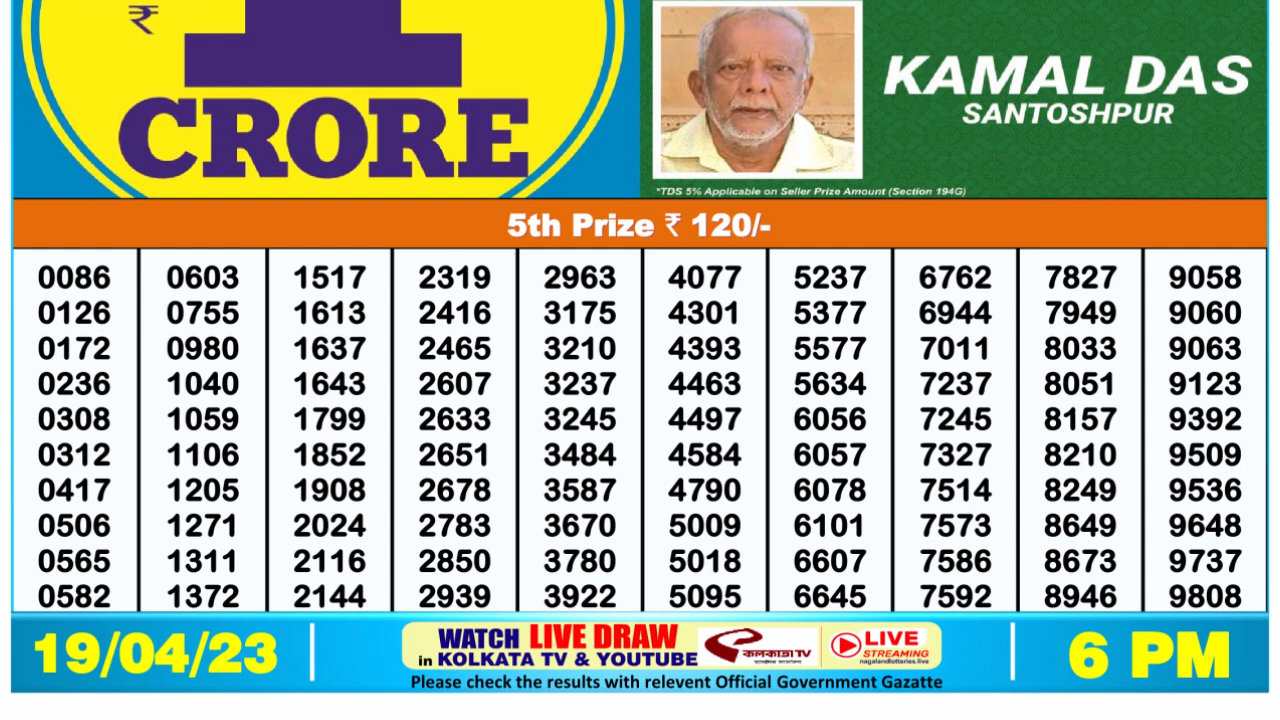 ₹ 1
CRORE
KAMAL DAS
SANTOSHPUR
*TDS 5% Applicable on Seller Prize Amount (Section 194G)
5th Prize ₹ 120/-
0086 0603 1517 2319 2963 4077 5237 6762 7827 9058
0126 0755 1613 2416 3175 4301 5377 6944 7949 9060
0172 0980 1637 2465 3210 4393 5577 7011 8033 9063
0236 1040 1643 2607 3237 4463 5634 7237 8051 9123
0308 1059 1799 2633 3245 4497 6056 7245 8157 9392
0312 1106 1852 2651 3484 4584 6057 7327 8210 9509
0417 1205 1908 2678 3587 4790 6078 7514 8249 9536
0506 1271 2024 2783 3670 5009 6101 7573 8649 9648
0565 1311 2116 2850 3780 5018 6607 7586 8673 9737
0582 1372 2144 2939 3922 5095 6645 7592 8946 9808
19/04/23
WATCH LIVE DRAW
in KOLKATA TV & YOUTUBE
কলকাতা TV
LIVE
STREAMING
nagalandlotteries.live
6 PM
Please check the results with relevent Official Government Gazatte